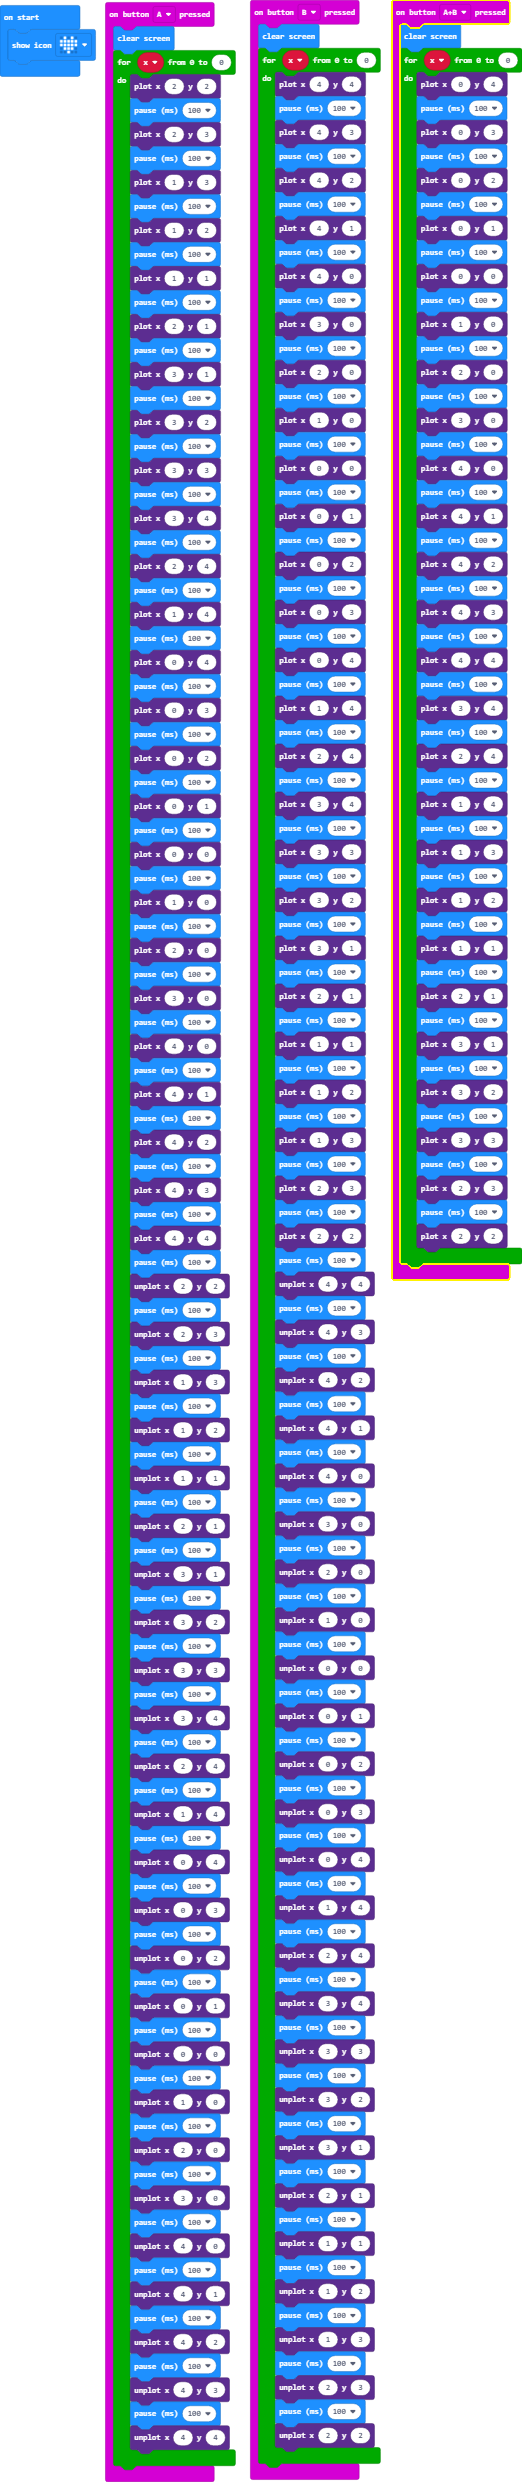 on start
show icon
on button A pressed
clear screen
for x from 0 to 0
do
plot x 2 y 2
pause (ms) 100
plot x 2 y 3
pause (ms) 100
plot x 1 y 3
pause (ms) 100
plot x 1 y 2
pause (ms) 100
plot x 1 y 1
pause (ms) 100
plot x 2 y 1
pause (ms) 100
plot x 3 y 1
pause (ms) 100
plot x 3 y 2
pause (ms) 100
plot x 3 y 3
pause (ms) 100
plot x 3 y 4
pause (ms) 100
plot x 2 y 4
pause (ms) 100
plot x 1 y 4
pause (ms) 100
plot x 0 y 4
pause (ms) 100
plot x 0 y 3
pause (ms) 100
plot x 0 y 2
pause (ms) 100
plot x 0 y 1
pause (ms) 100
plot x 0 y 0
pause (ms) 100
plot x 1 y 0
pause (ms) 100
plot x 2 y 0
pause (ms) 100
plot x 3 y 0
pause (ms) 100
plot x 4 y 0
pause (ms) 100
plot x 4 y 1
pause (ms) 100
plot x 4 y 2
pause (ms) 100
plot x 4 y 3
pause (ms) 100
plot x 4 y 4
pause (ms) 100
unplot x 2 y 2
pause (ms) 100
unplot x 2 y 3
pause (ms) 100
unplot x 1 y 3
pause (ms) 100
unplot x 1 y 2
pause (ms) 100
unplot x 1 y 1
pause (ms) 100
unplot x 2 y 1
pause (ms) 100
unplot x 3 y 1
pause (ms) 100
unplot x 3 y 2
pause (ms) 100
unplot x 3 y 3
pause (ms) 100
unplot x 3 y 4
pause (ms) 100
unplot x 2 y 4
pause (ms) 100
unplot x 1 y 4
pause (ms) 100
unplot x 0 y 4
pause (ms) 100
unplot x 0 y 3
pause (ms) 100
unplot x 0 y 2
pause (ms) 100
unplot x 0 y 1
pause (ms) 100
unplot x 0 y 0
pause (ms) 100
unplot x 1 y 0
pause (ms) 100
unplot x 2 y 0
pause (ms) 100
unplot x 3 y 0
pause (ms) 100
unplot x 4 y 0
pause (ms) 100
unplot x 4 y 1
pause (ms) 100
unplot x 4 y 2
pause (ms) 100
unplot x 4 y 3
pause (ms) 100
unplot x 4 y 4
on button B pressed
clear screen
for x from 0 to 0
do
plot x 4 y 4
pause (ms) 100
plot x 4 y 3
pause (ms) 100
plot x 4 y 2
pause (ms) 100
plot x 4 y 1
pause (ms) 100
plot x 4 y 0
pause (ms) 100
plot x 3 y 0
pause (ms) 100
plot x 2 y 0
pause (ms) 100
plot x 1 y 0
pause (ms) 100
plot x 0 y 0
pause (ms) 100
plot x 0 y 1
pause (ms) 100
plot x 0 y 2
pause (ms) 100
plot x 0 y 3
pause (ms) 100
plot x 0 y 4
pause (ms) 100
plot x 1 y 4
pause (ms) 100
plot x 2 y 4
pause (ms) 100
plot x 3 y 4
pause (ms) 100
plot x 3 y 3
pause (ms) 100
plot x 3 y 2
pause (ms) 100
plot x 3 y 1
pause (ms) 100
plot x 2 y 1
pause (ms) 100
plot x 1 y 1
pause (ms) 100
plot x 1 y 2
pause (ms) 100
plot x 1 y 3
pause (ms) 100
plot x 2 y 3
pause (ms) 100
plot x 2 y 2
pause (ms) 100
unplot x 4 y 4
pause (ms) 100
unplot x 4 y 3
pause (ms) 100
unplot x 4 y 2
pause (ms) 100
unplot x 4 y 1
pause (ms) 100
unplot x 4 y 0
pause (ms) 100
unplot x 3 y 0
pause (ms) 100
unplot x 2 y 0
pause (ms) 100
unplot x 1 y 0
pause (ms) 100
unplot x 0 y 0
pause (ms) 100
unplot x 0 y 1
pause (ms) 100
unplot x 0 y 2
pause (ms) 100
unplot x 0 y 3
pause (ms) 100
unplot x 0 y 4
pause (ms) 100
unplot x 1 y 4
pause (ms) 100
unplot x 2 y 4
pause (ms) 100
unplot x 3 y 4
pause (ms) 100
unplot x 3 y 3
pause (ms) 100
unplot x 3 y 2
pause (ms) 100
unplot x 3 y 1
pause (ms) 100
unplot x 2 y 1
pause (ms) 100
unplot x 1 y 1
pause (ms) 100
unplot x 1 y 2
pause (ms) 100
unplot x 1 y 3
pause (ms) 100
unplot x 2 y 3
pause (ms) 100
unplot x 2 y 2
on button A+B pressed
clear screen
for x from 0 to 0
do
plot x 0 y 4
pause (ms) 100
plot x 0 y 3
pause (ms) 100
plot x 0 y 2
pause (ms) 100
plot x 0 y 1
pause (ms) 100
plot x 0 y 0
pause (ms) 100
plot x 1 y 0
pause (ms) 100
plot x 2 y 0
pause (ms) 100
plot x 3 y 0
pause (ms) 100
plot x 4 y 0
pause (ms) 100
plot x 4 y 1
pause (ms) 100
plot x 4 y 2
pause (ms) 100
plot x 4 y 3
pause (ms) 100
plot x 4 y 4
pause (ms) 100
plot x 3 y 4
pause (ms) 100
plot x 2 y 4
pause (ms) 100
plot x 1 y 4
pause (ms) 100
plot x 1 y 3
pause (ms) 100
plot x 1 y 2
pause (ms) 100
plot x 1 y 1
pause (ms) 100
plot x 2 y 1
pause (ms) 100
plot x 3 y 1
pause (ms) 100
plot x 3 y 2
pause (ms) 100
plot x 3 y 3
pause (ms) 100
plot x 2 y 3
pause (ms) 100
plot x 2 y 2